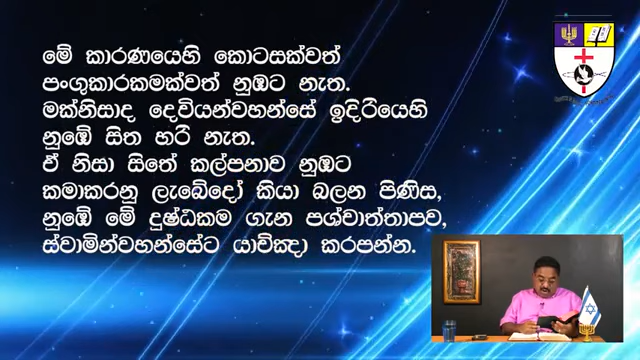 මේ කාරණයෙහි කොටසක්වත්
පංගුකාරකමක්වත් නුඹට නැත.
මක්නිසාද දෙවියන්වහන්සේ ඉදිරියෙහි
නුඹේ සිත හරි නැත.
ඒ නිසා සිතේ කල්පනාව නුඹට
කමාකරනු ලැබේදෝ කියා බලන පිණිස,
නුඹේ මේ දුෂ්ඨකම ගැන පශ්චාත්තාපව,
ස්වාමින්වහන්සේට යාච්ඤා කරපන්න.